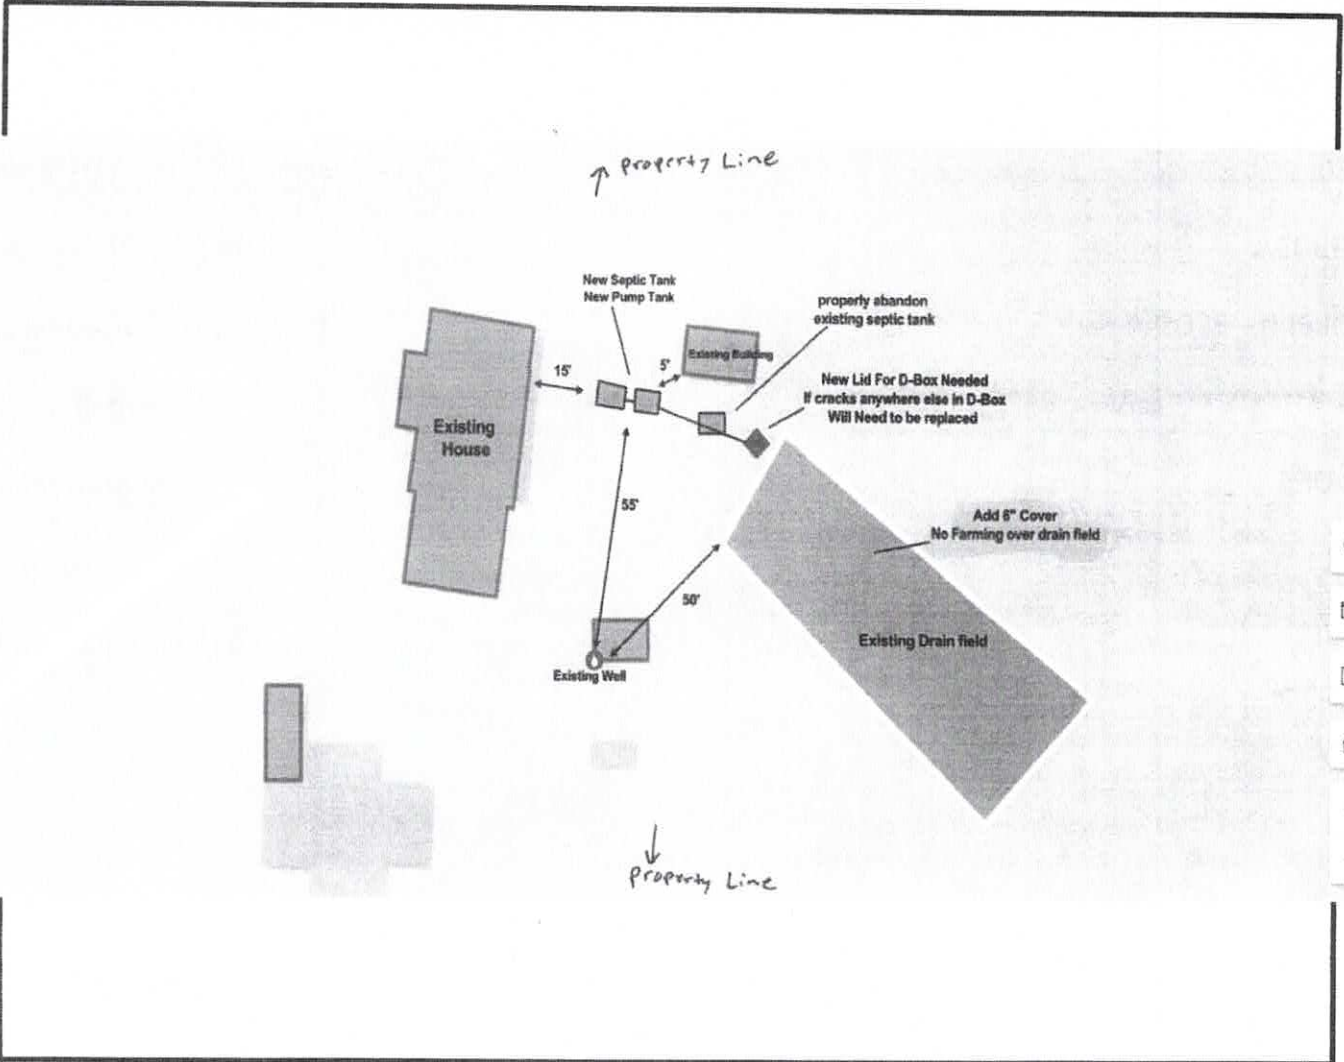 property Line
New Septic Tank
New Pump Tank
properly abandon
existing septic tank
Existing Building
5'
15'
New Lid For D-Box Needed
If cracks anywhere else in D-Box
Will Need to be replaced
Existing
House
55'
Add 6" Cover
No Farming over drain field
50'
Existing Drain field
Existing Well
property Line